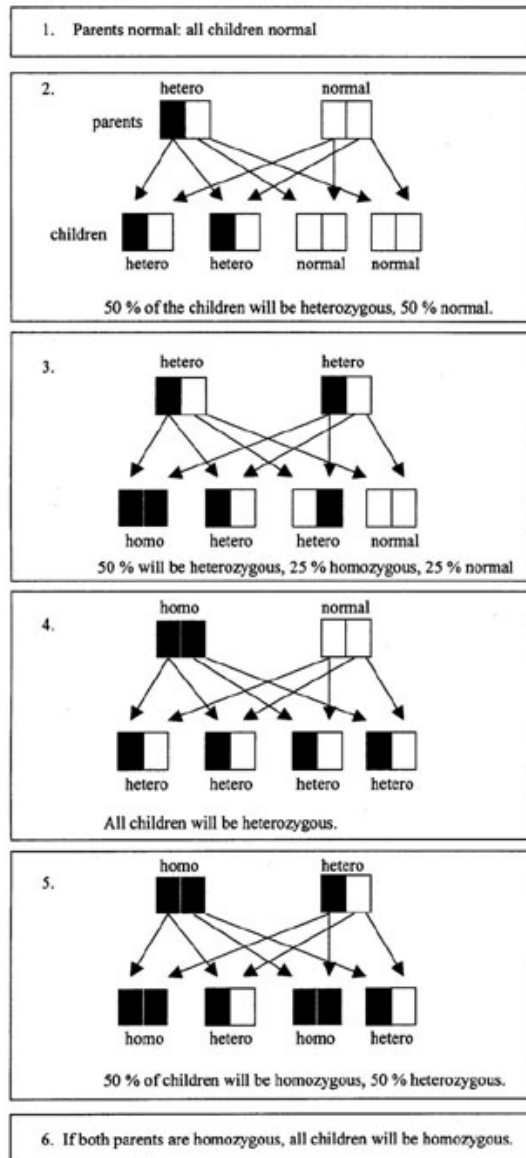 1. Parents normal: all children normal
2.
hetero normal
parents
children
hetero hetero normal normal
50 % of the children will be heterozygous, 50 % normal.
3.
hetero hetero
homo hetero hetero normal
50 % will be heterozygous, 25 % homozygous, 25 % normal
4.
homo normal
hetero hetero hetero hetero
All children will be heterozygous.
5.
homo hetero
homo hetero homo hetero
50 % of children will be homozygous, 50 % heterozygous.
6. If both parents are homozygous, all children will be homozygous.